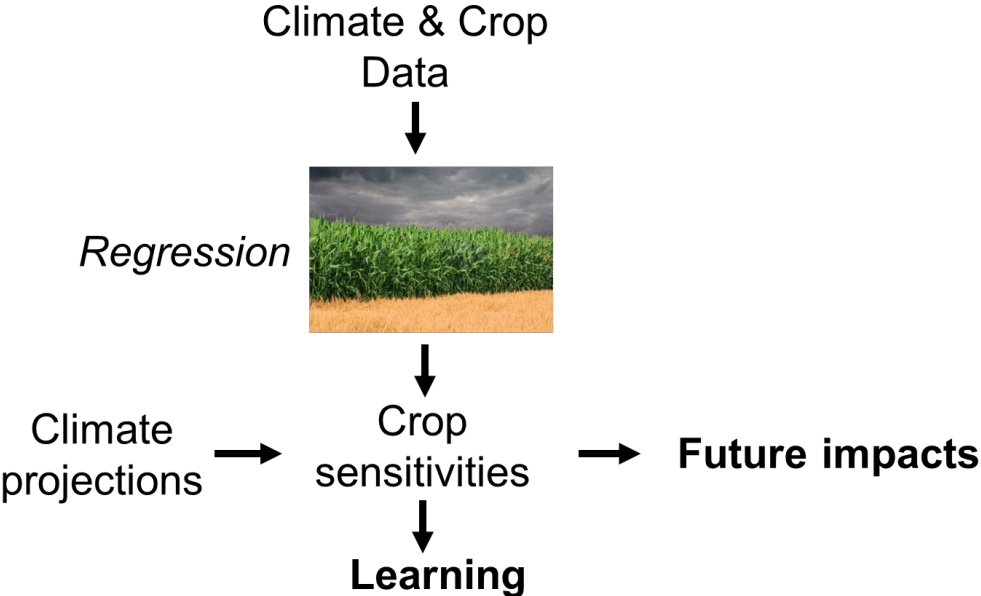 Climate & Crop
Data
Regression
Climate
projections
Crop
sensitivities
Future impacts
Learning